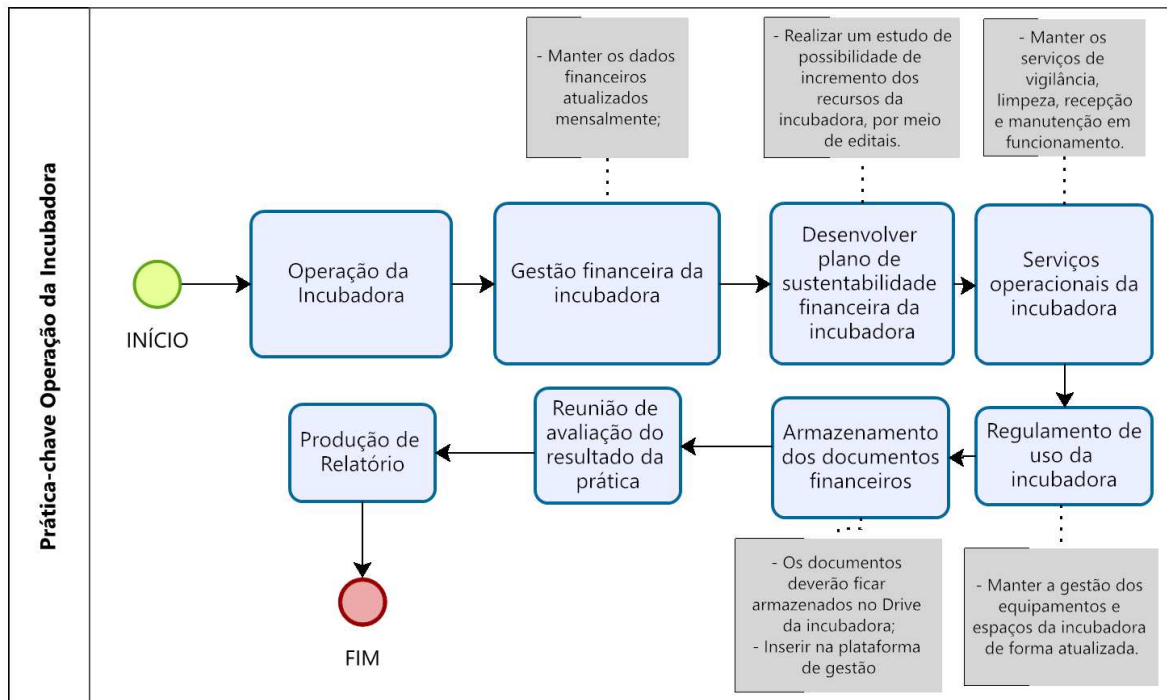 Prática-chave Operação da Incubadora
- Manter os dados
financeiros
atualizados
mensalmente;
- Realizar um estudo de
possibilidade de
incremento dos
recursos da
incubadora, por meio
de editais.
- Manter os
serviços de
vigilância,
limpeza, recepção
e manutenção em
funcionamento.
INÍCIO
Operação da
Incubadora
Gestão financeira da
incubadora
Desenvolver
plano de
sustentabilidade
financeira da
incubadora
Serviços
operacionais da
incubadora
Regulamento de
uso da
incubadora
Armazenamento
dos documentos
financeiros
Reunião de
avaliação do
resultado da
prática
Produção de
Relatório
FIM
- Os documentos
deverão ficar
armazenados no Drive
da incubadora;
- Inserir na plataforma
de gestão
- Manter a gestão dos
equipamentos e
espaços da incubadora
de forma atualizada.